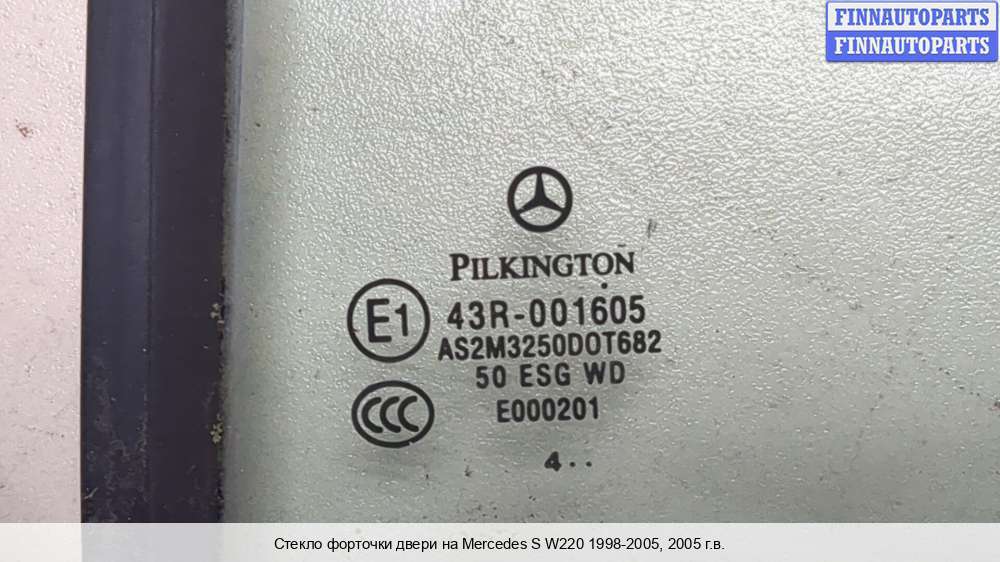 FINNAUTOPARTS
FINNAUTOPARTS
PILKINGTON
E1
43R-001605
AS2M3250DOT682
50 ESG WD
CCC
E000201
4..
Стекло форточки двери на Mercedes S W220 1998-2005, 2005 г.в.